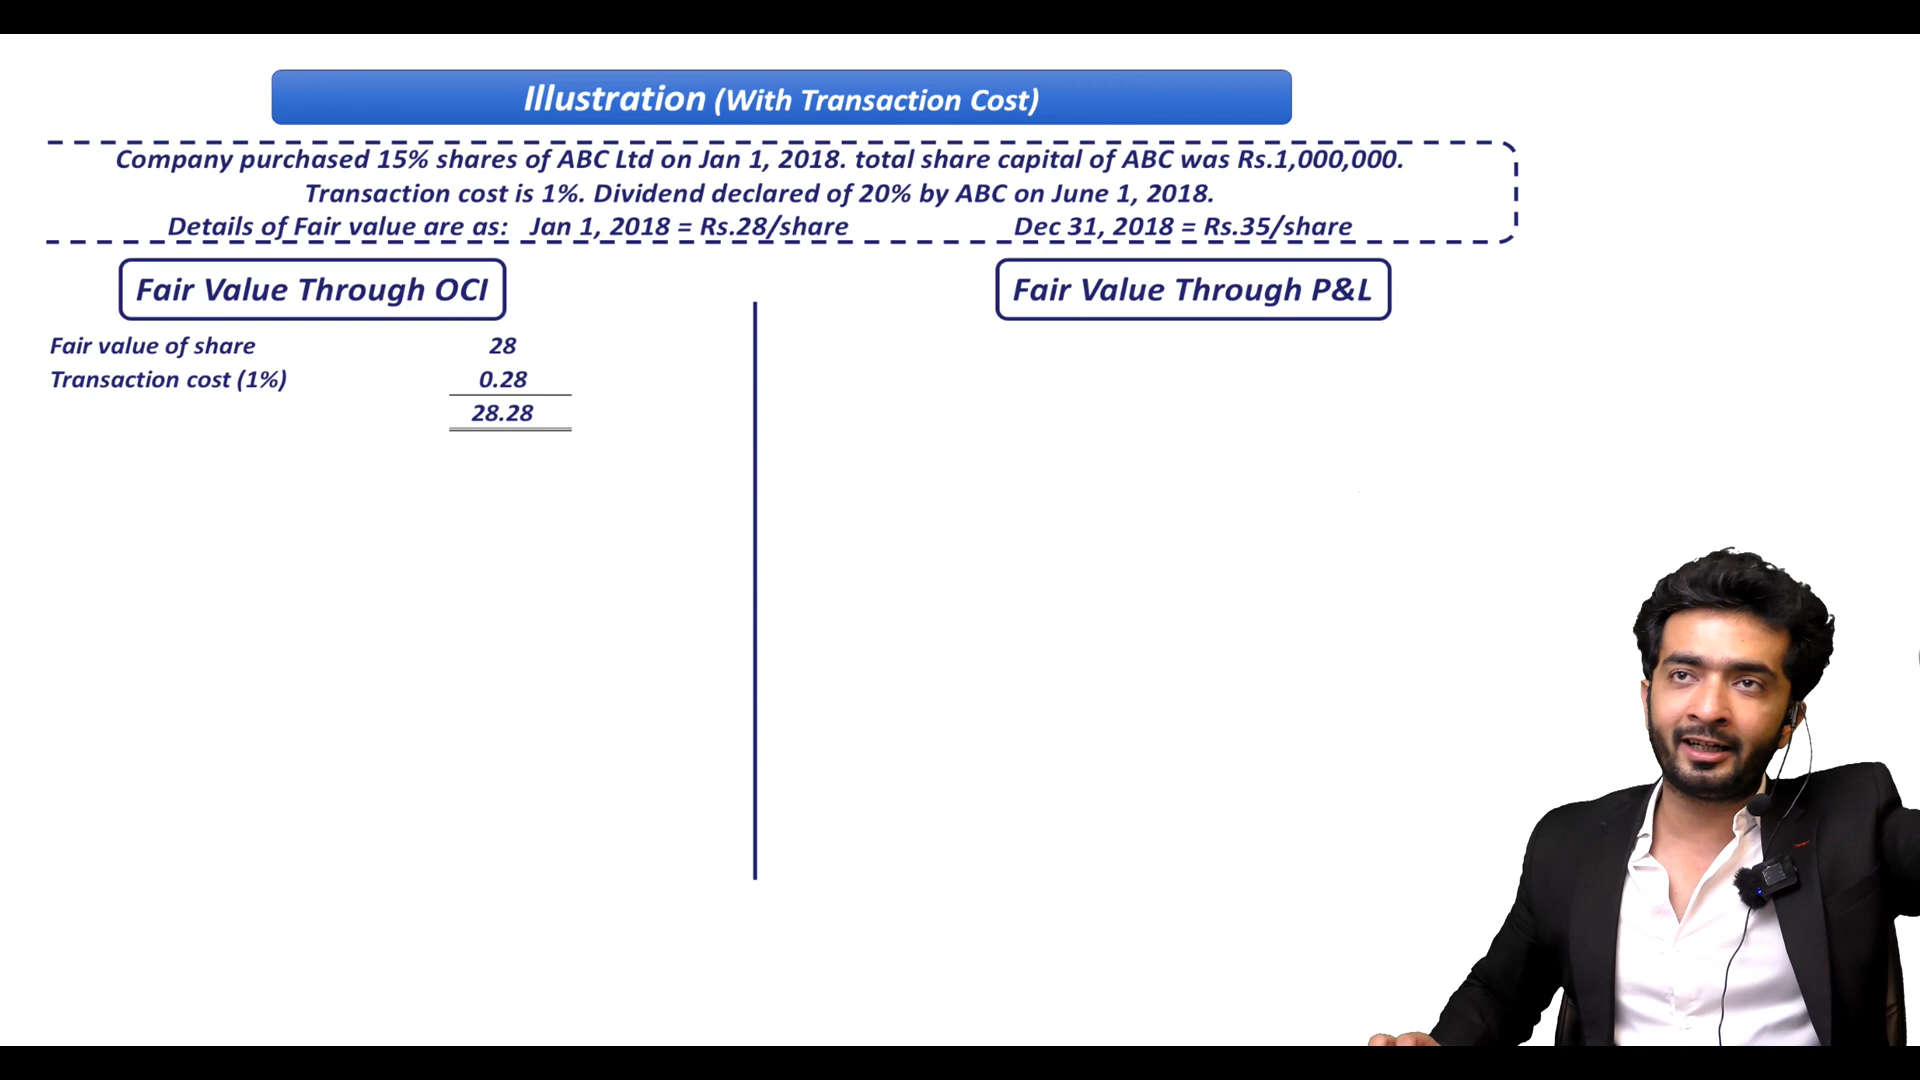 Illustration (With Transaction Cost)
Company purchased 15% shares of ABC Ltd on Jan 1, 2018. total share capital of ABC was Rs.1,000,000.
Transaction cost is 1%. Dividend declared of 20% by ABC on June 1, 2018.
Details of Fair value are as: Jan 1, 2018 = Rs.28/share Dec 31, 2018 = Rs.35/share
Fair Value Through OCI
Fair value of share 28
Transaction cost (1%) 0.28
28.28
Fair Value Through P&L